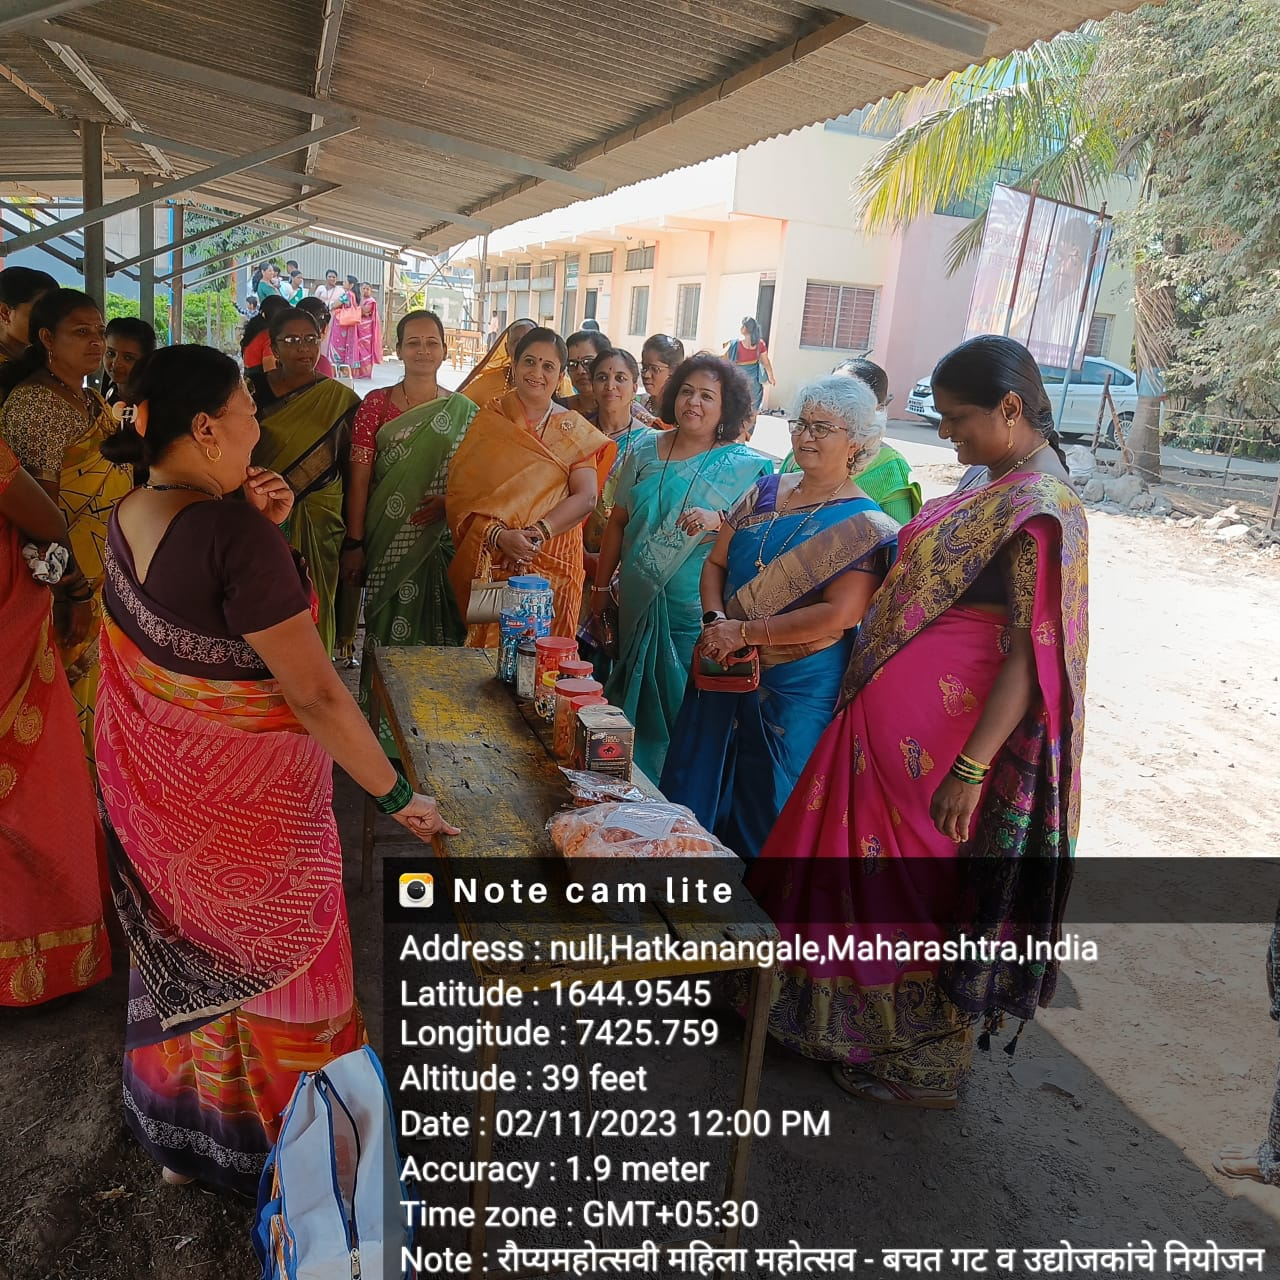 Note cam lite
Address : null,Hatkanangale,Maharashtra,India
Latitude : 1644.9545
Longitude : 7425.759
Altitude : 39 feet
Date : 02/11/2023 12:00 PM
Accuracy : 1.9 meter
Time zone : GMT+05:30
Note : रौप्यमहोत्सवी महिला महोत्सव - बचत गट व उद्योजकांचे नियोजन